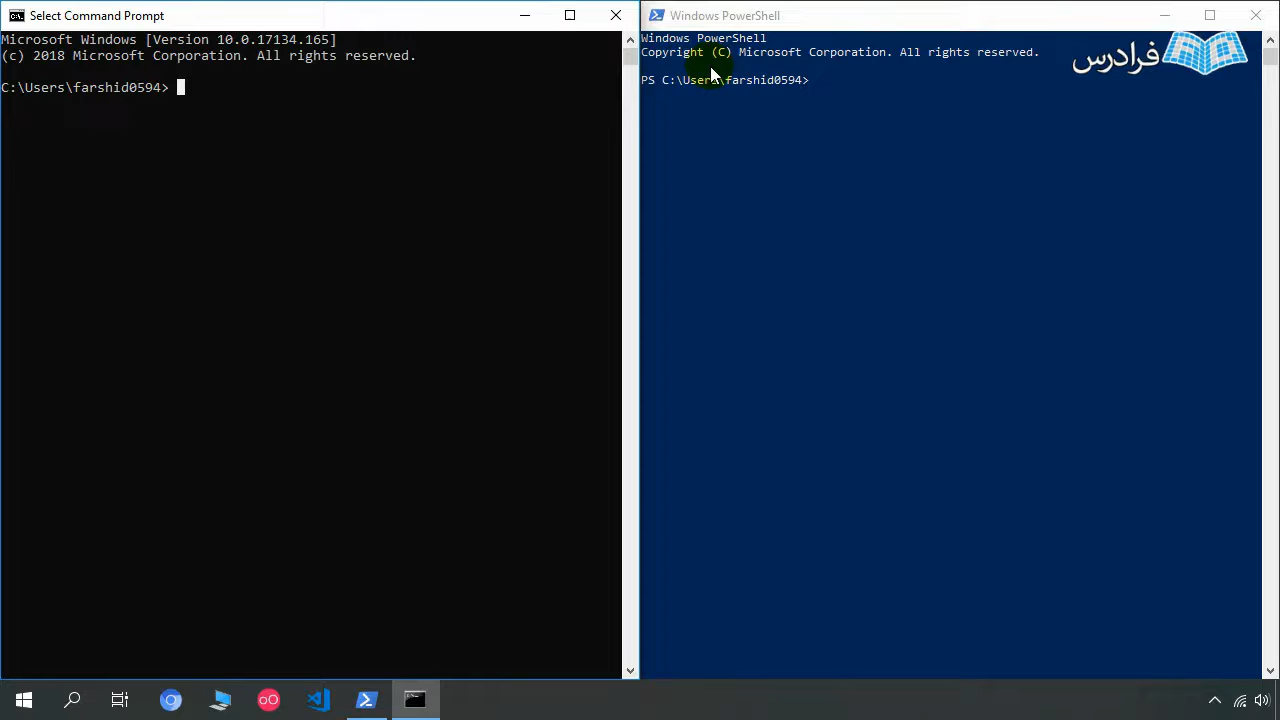 Select Command Prompt
Microsoft Windows [Version 10.0.17134.165]
(c) 2018 Microsoft Corporation. All rights reserved.
C:\Users\farshid0594>
Windows PowerShell
Windows PowerShell
Copyright (C) Microsoft Corporation. All rights reserved.
PS C:\Users\farshid0594>
فرادرس